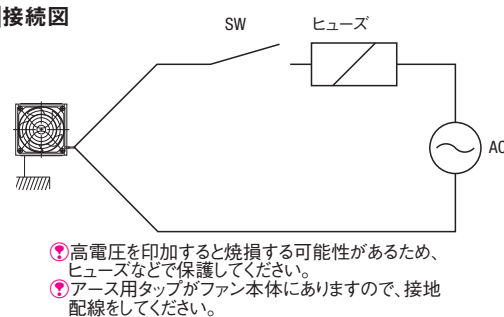 接続図
SW
ヒューズ
AC
高電圧を印加すると焼損する可能性があるため、
ヒューズなどで保護してください。
アース用タップがファン本体にありますので、接地
配線をしてください。